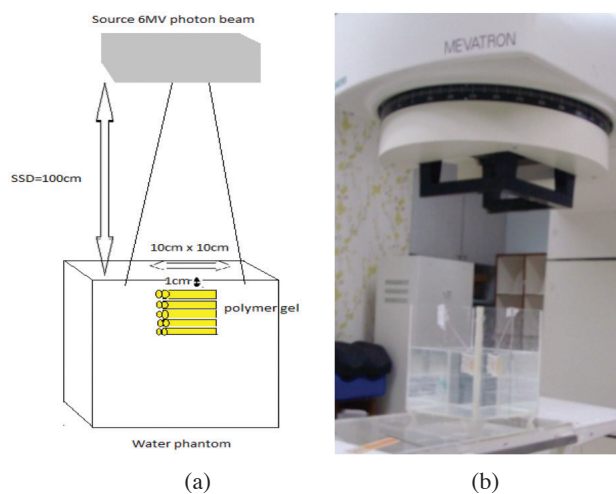 Source 6MV photon beam
SSD=100cm
10cm x 10cm
1cm
polymer gel
Water phantom
(a)
MEVATRON
(b)